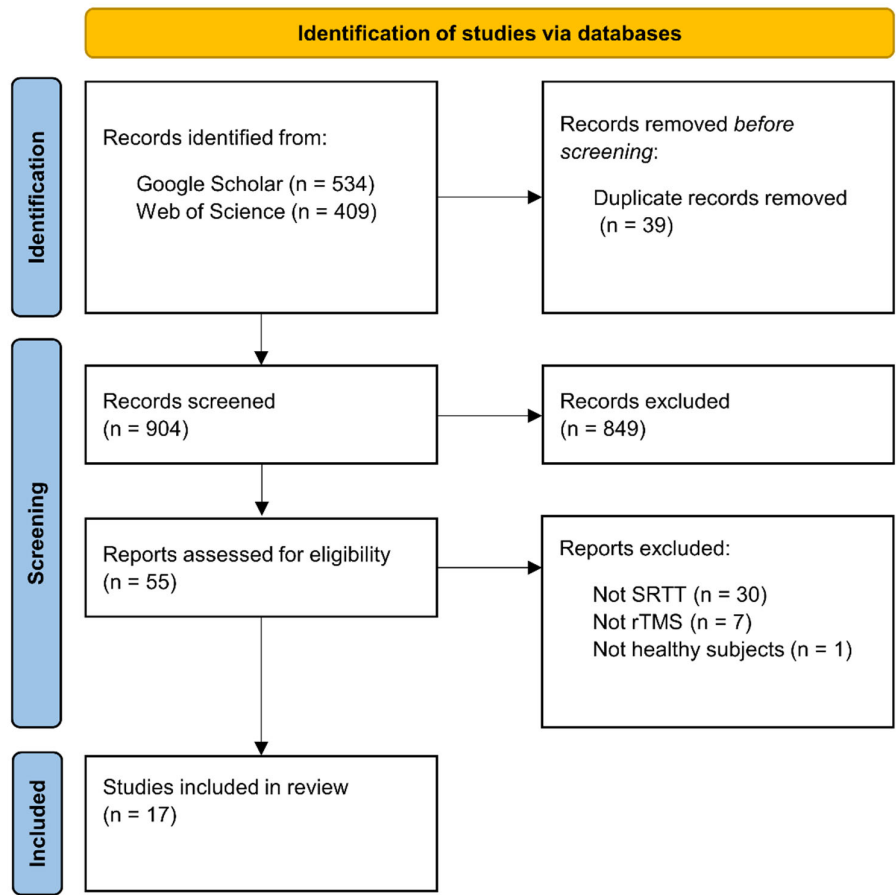 Identification of studies via databases
Identification
Records identified from:
Google Scholar (n = 534)
Web of Science (n = 409)
Records removed before
screening:
Duplicate records removed
(n = 39)
Screening
Records screened
(n = 904)
Records excluded
(n = 849)
Reports assessed for eligibility
(n = 55)
Reports excluded:
Not SRTT (n = 30)
Not rTMS (n = 7)
Not healthy subjects (n = 1)
Included
Studies included in review
(n = 17)